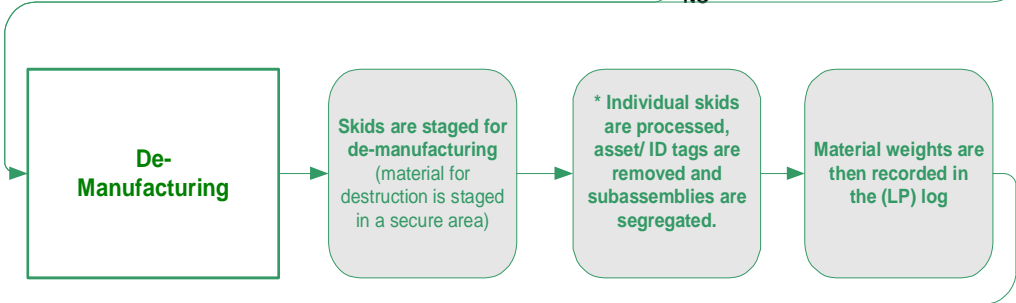 NO
De-
Manufacturing
Skids are staged for
de-manufacturing
(material for
destruction is staged
in a secure area)
* Individual skids
are processed,
asset/ ID tags are
removed and
subassemblies are
segregated.
Material weights are
then recorded in
the (LP) log